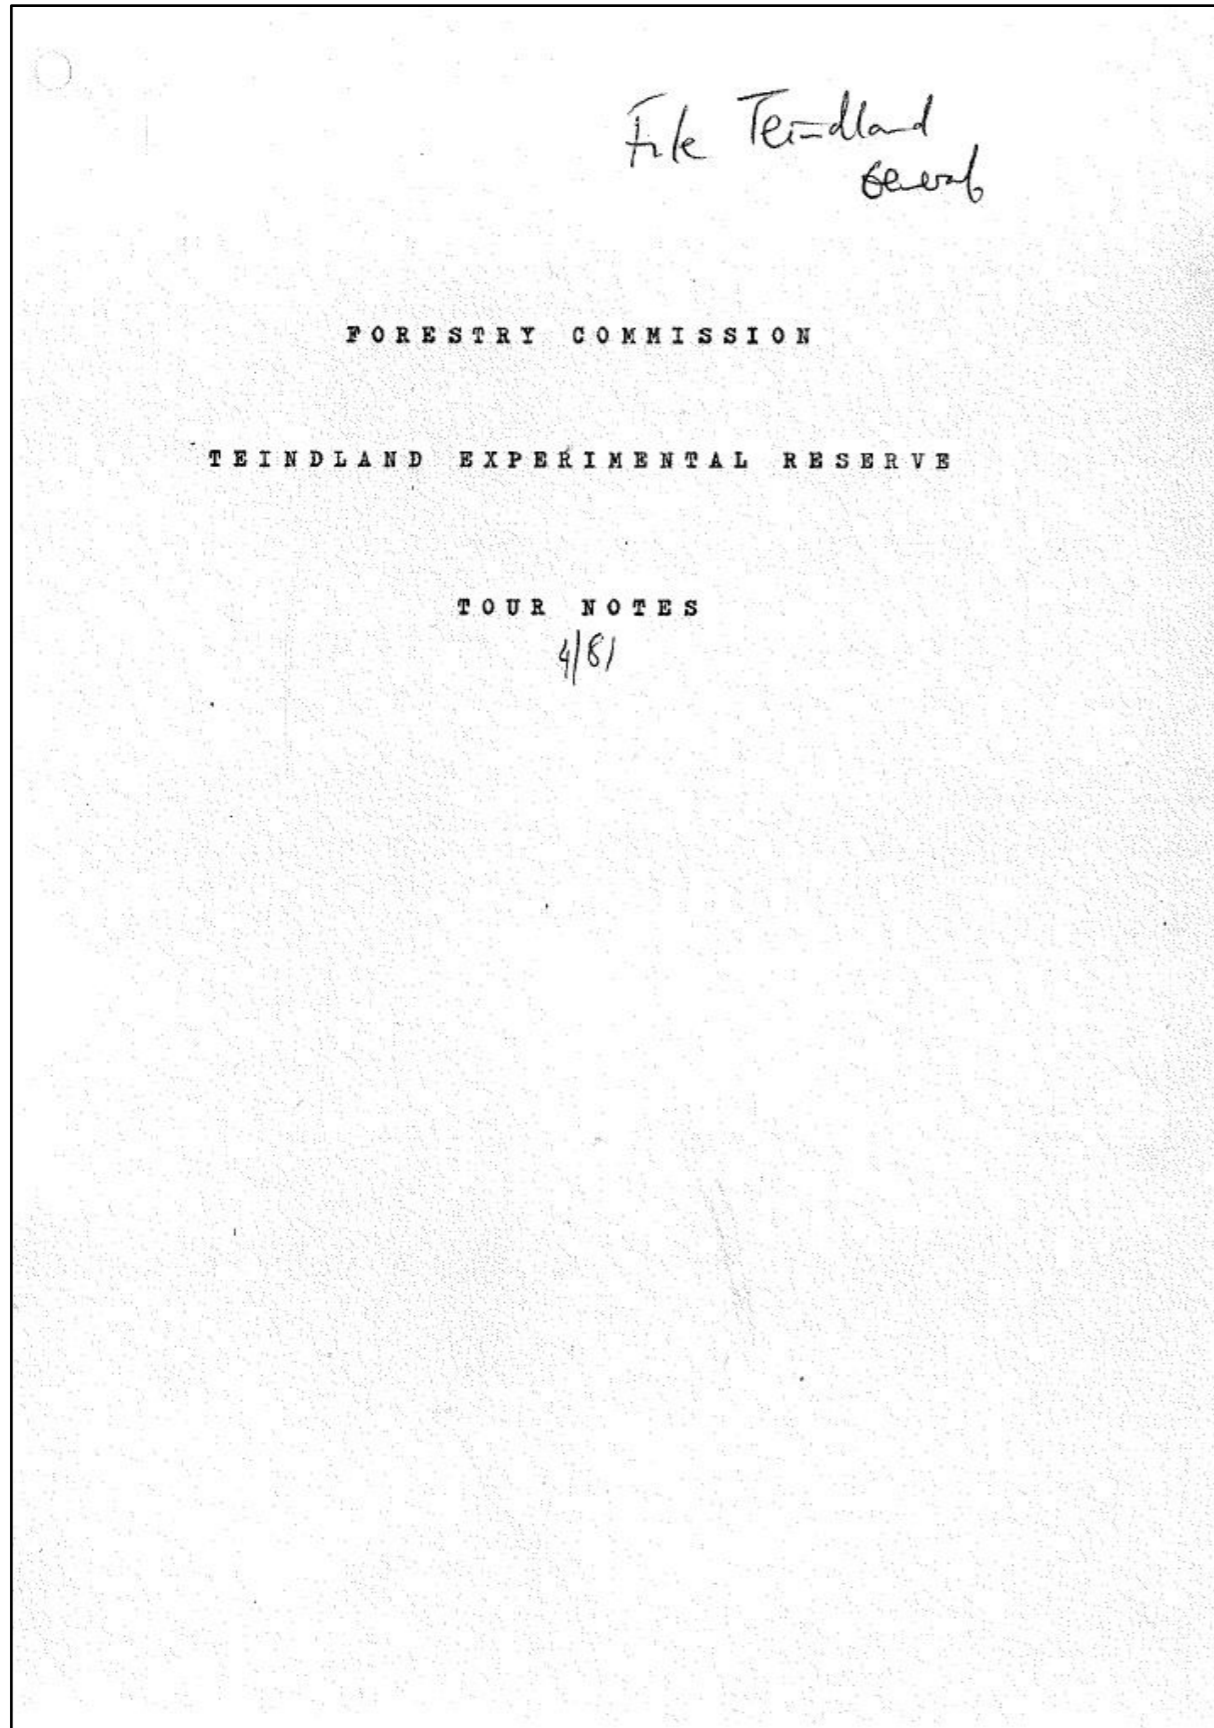 File Teindland
General
FORESTRY COMMISSION
TEINDLAND EXPERIMENTAL RESERVE
TOUR NOTES
4/81